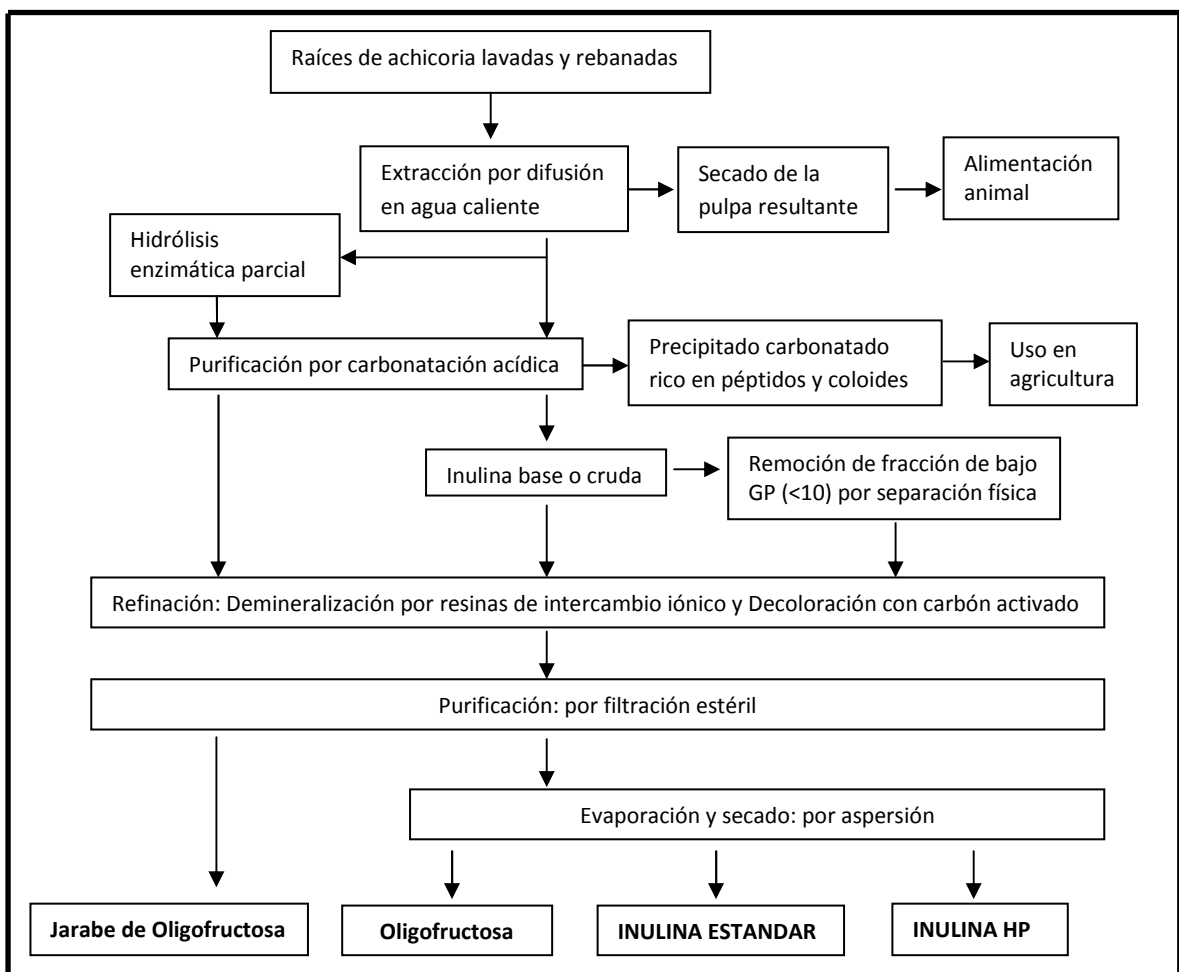 Raíces de achicoria lavadas y rebanadas
Extracción por difusión
en agua caliente
Secado de la
pulpa resultante
Alimentación
animal
Hidrólisis
enzimática parcial
Purificación por carbonatación acídica
Precipitado carbonatado
rico en péptidos y coloides
Uso en
agricultura
Inulina base o cruda
Remoción de fracción de bajo
GP (<10) por separación física
Refinación: Demineralización por resinas de intercambio iónico y Decoloración con carbón activado
Purificación: por filtración estéril
Evaporación y secado: por aspersión
Jarabe de Oligofructosa
Oligofructosa
INULINA ESTANDAR
INULINA HP